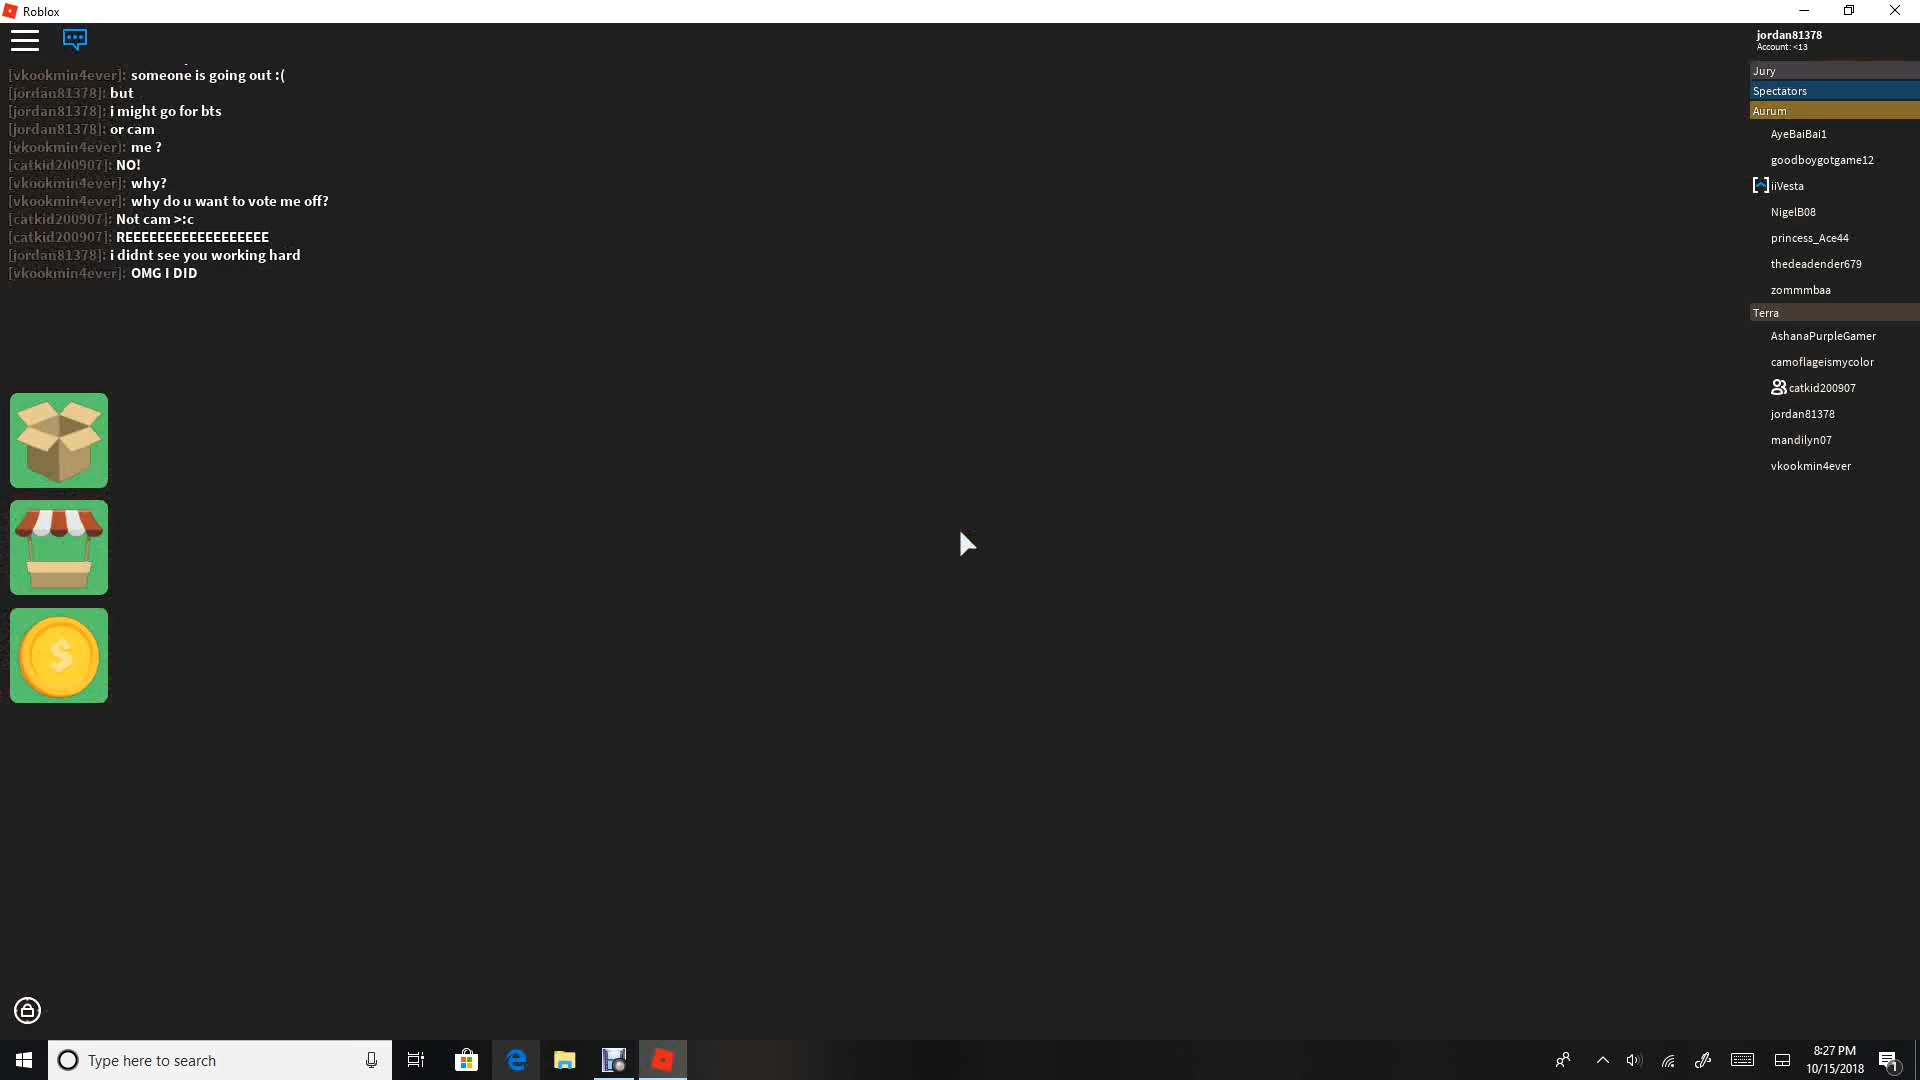 Roblox
[vkookmin4ever]: someone is going out :(
[jordan81378]: but
[jordan81378]: i might go for bts
[jordan81378]: or cam
[vkookmin4ever]: me ?
[catkid200907]: NO!
[vkookmin4ever]: why?
[vkookmin4ever]: why do u want to vote me off?
[catkid200907]: Not cam >:c
[catkid200907]: REEEEEEEEEEEEEEEEEE
[jordan81378]: i didnt see you working hard
[vkookmin4ever]: OMG I DID
$
jordan81378
Account: <13
Jury
Spectators
Aurum
AyeBaiBai1
goodboygotgame12
iiVesta
NigelB08
princess_Ace44
thedeadender679
zommmbaa
Terra
AshanaPurpleGamer
camoflageismycolor
catkid200907
jordan81378
mandilyn07
vkookmin4ever
Type here to search
8:27 PM
10/15/2018
1